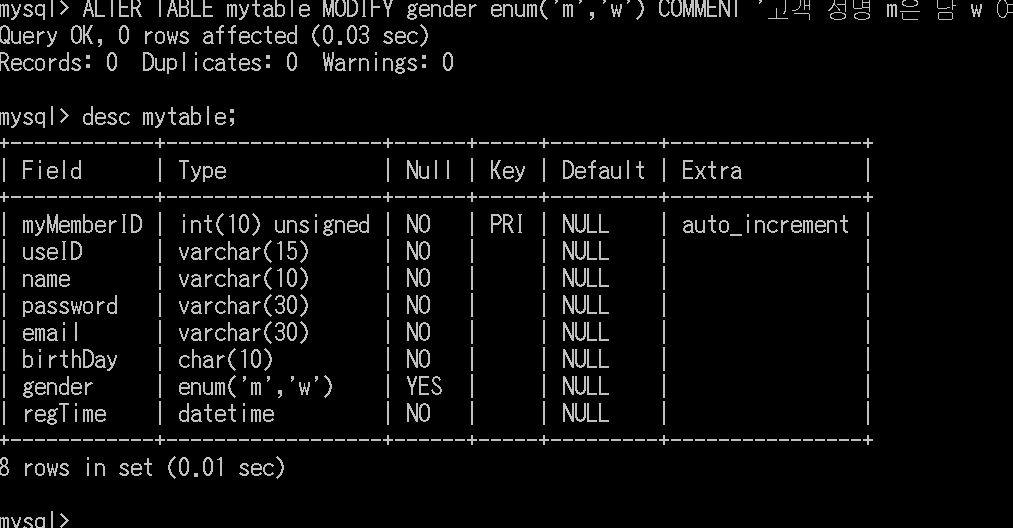 mysql> ALTER TABLE mytable MODIFY gender enum('m','w') COMMENT '고객 성명 m은 남 w 여
Query OK, 0 rows affected (0.03 sec)
Records: 0  Duplicates: 0  Warnings: 0
mysql> desc mytable;
+------------+------------------+------+-----+---------+----------------+
| Field      | Type             | Null | Key | Default | Extra          |
+------------+------------------+------+-----+---------+----------------+
| myMemberID | int(10) unsigned | NO   | PRI | NULL    | auto_increment |
| useID      | varchar(15)      | NO   |     | NULL    |                |
| name       | varchar(10)      | NO   |     | NULL    |                |
| password   | varchar(30)      | NO   |     | NULL    |                |
| email      | varchar(30)      | NO   |     | NULL    |                |
| birthDay   | char(10)         | NO   |     | NULL    |                |
| gender     | enum('m','w')    | YES  |     | NULL    |                |
| regTime    | datetime         | NO   |     | NULL    |                |
+------------+------------------+------+-----+---------+----------------+
8 rows in set (0.01 sec)
mysql>